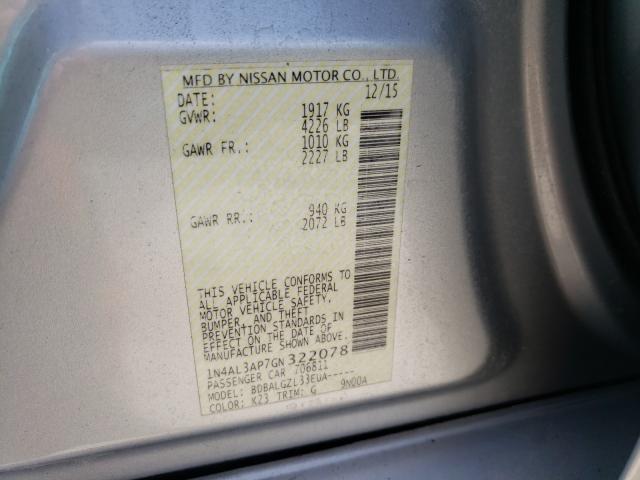 MFD BY NISSAN MOTOR CO., LTD.
DATE: 12/15
GVWR: 1917 KG
4226 LB
GAWR FR.: 1010 KG
2227 LB
GAWR RR.: 940 KG
2072 LB
THIS VEHICLE CONFORMS TO
ALL APPLICABLE FEDERAL
MOTOR VEHICLE SAFETY,
BUMPER, AND THEFT
PREVENTION STANDARDS IN
EFFECT ON THE DATE OF
MANUFACTURE SHOWN ABOVE.
1N4AL3AP7GN322078
PASSENGER CAR 706811
MODEL: BDBALGZL33EUA-----
COLOR: K23 TRIM: G 9N00A